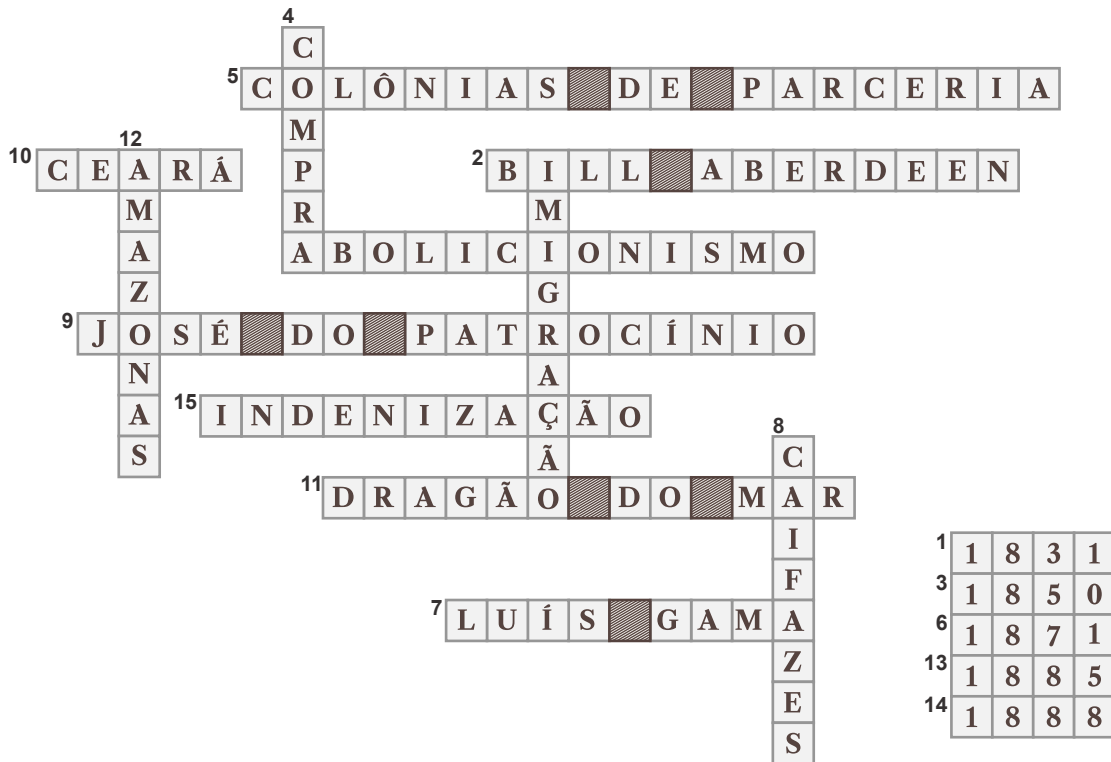 4
C
5 COLÔNIAS DE PARCERIA
M
12
10 CEARÁ P 2 BILL ABERDEEN
M R M
A ABOLICIONISMO
Z G
9 JOSÉ DO PATROCÍNIO
N A
A 15 INDENIZAÇÃO
8
S Ã C
11 DRAGÃO DO MAR
I
1 1831
F
3 1850
7 LUÍS GAMA
6 1871
Z
13 1885
E
14 1888
S